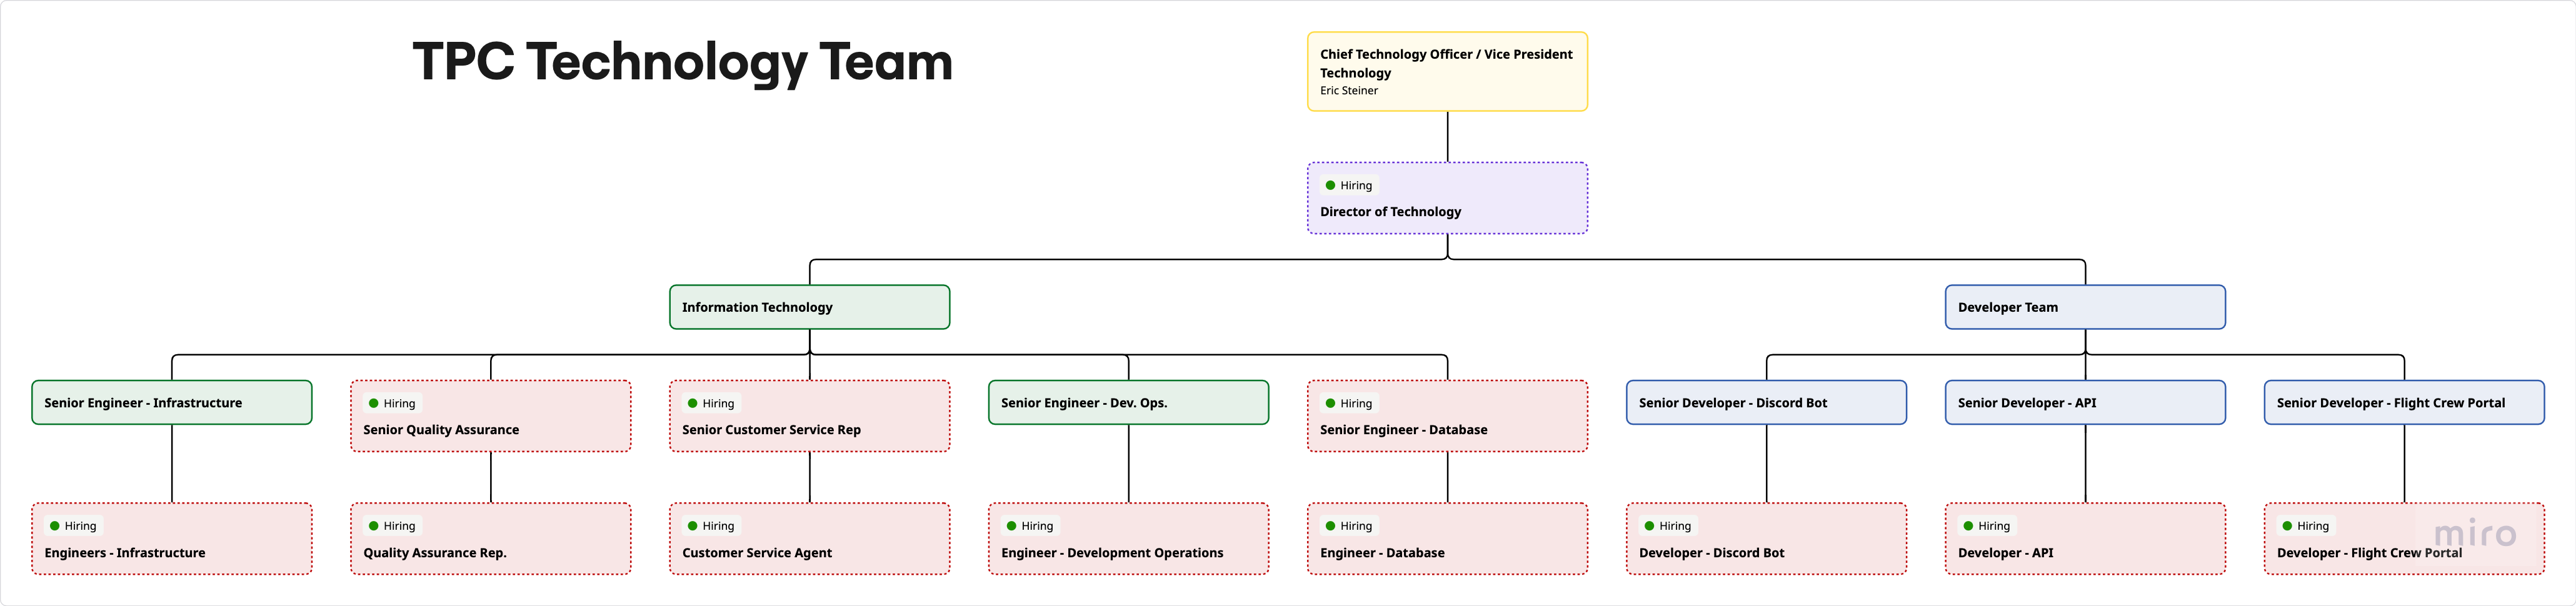 TPC Technology Team
Chief Technology Officer / Vice President
Technology
Eric Steiner
Hiring
Director of Technology
Information Technology
Developer Team
Senior Engineer - Infrastructure
Hiring
Senior Quality Assurance
Hiring
Senior Customer Service Rep
Senior Engineer - Dev. Ops.
Hiring
Senior Engineer - Database
Senior Developer - Discord Bot
Senior Developer - API
Senior Developer - Flight Crew Portal
Hiring
Engineers - Infrastructure
Hiring
Quality Assurance Rep.
Hiring
Customer Service Agent
Hiring
Engineer - Development Operations
Hiring
Engineer - Database
Hiring
Developer - Discord Bot
Hiring
Developer - API
Hiring
Developer - Flight Crew Portal
miro